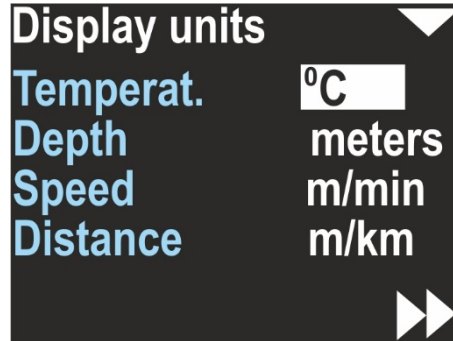 Display units
Temperat. ⁰C
Depth meters
Speed m/min
Distance m/km